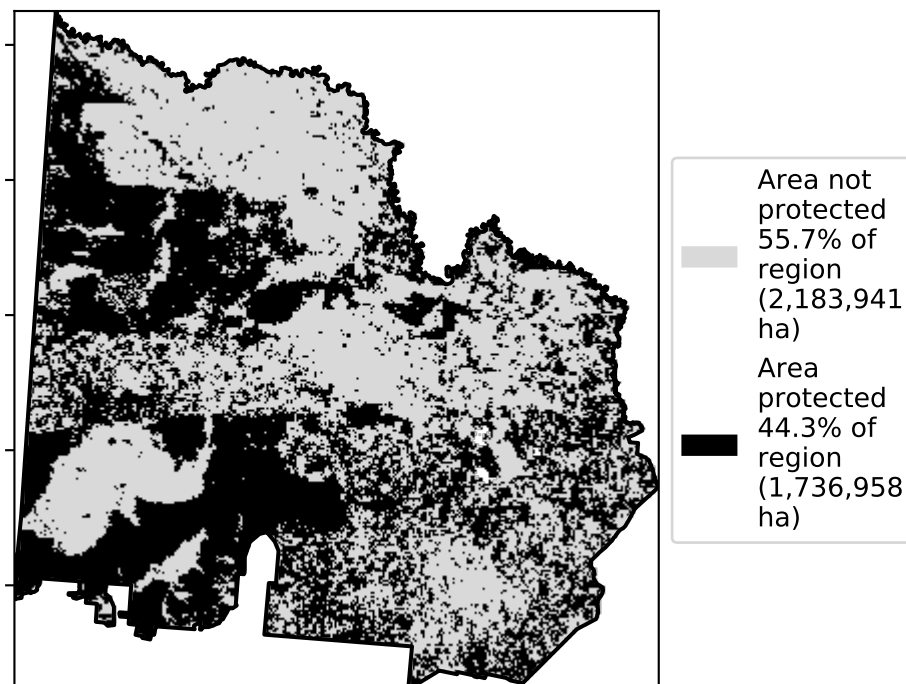 Area not
protected
55.7% of
region
(2,183,941
ha)
Area
protected
44.3% of
region
(1,736,958
ha)